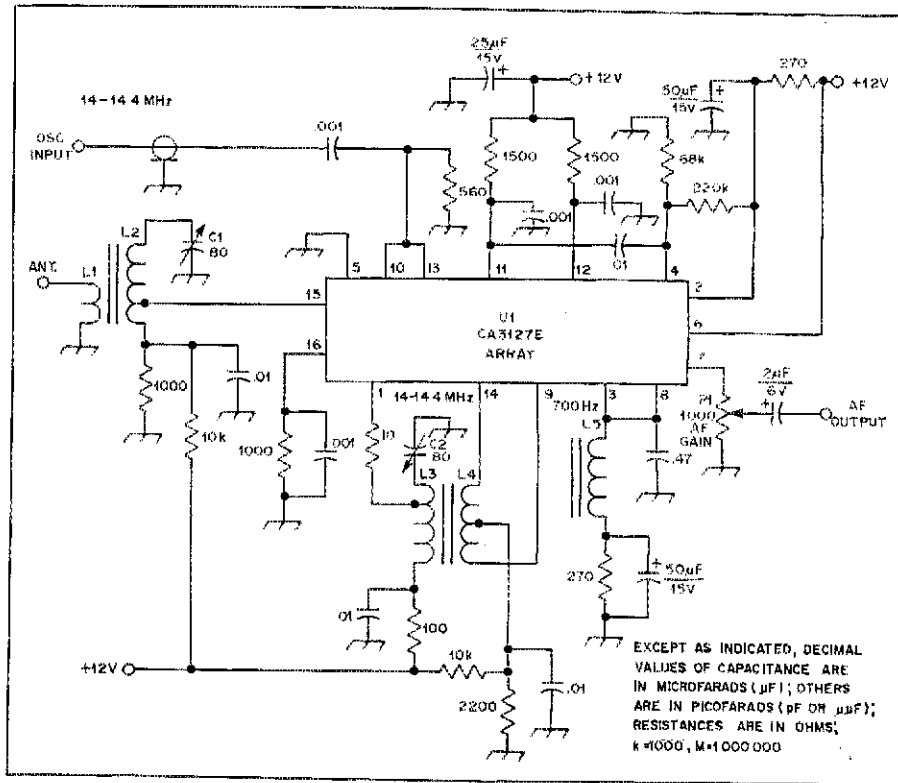 25µF
15V
+
+12V
270
+12V
50µF
15V
+
14-14.4 MHz
OSC
INPUT
.001
560
1500
1500
68k
220k
.001
.001
.01
L2
C1
80
L1
ANT.
5
10
13
11
12
4
15
2
U1
CA3127E
ARRAY
6
16
7
1
14-14.4 MHz
14
9
3
8
700 Hz
2µF
6V
+
P1
1000
AF
GAIN
AF
OUTPUT
1000
.01
10k
1000
.001
10
C2
80
L3
L4
L5
.47
270
+
50µF
15V
.01
100
+12V
10k
2200
.01
EXCEPT AS INDICATED, DECIMAL
VALUES OF CAPACITANCE ARE
IN MICROFARADS (µF); OTHERS
ARE IN PICOFARADS (pF OR µµF);
RESISTANCES ARE IN OHMS;
k=1000, M=1000000